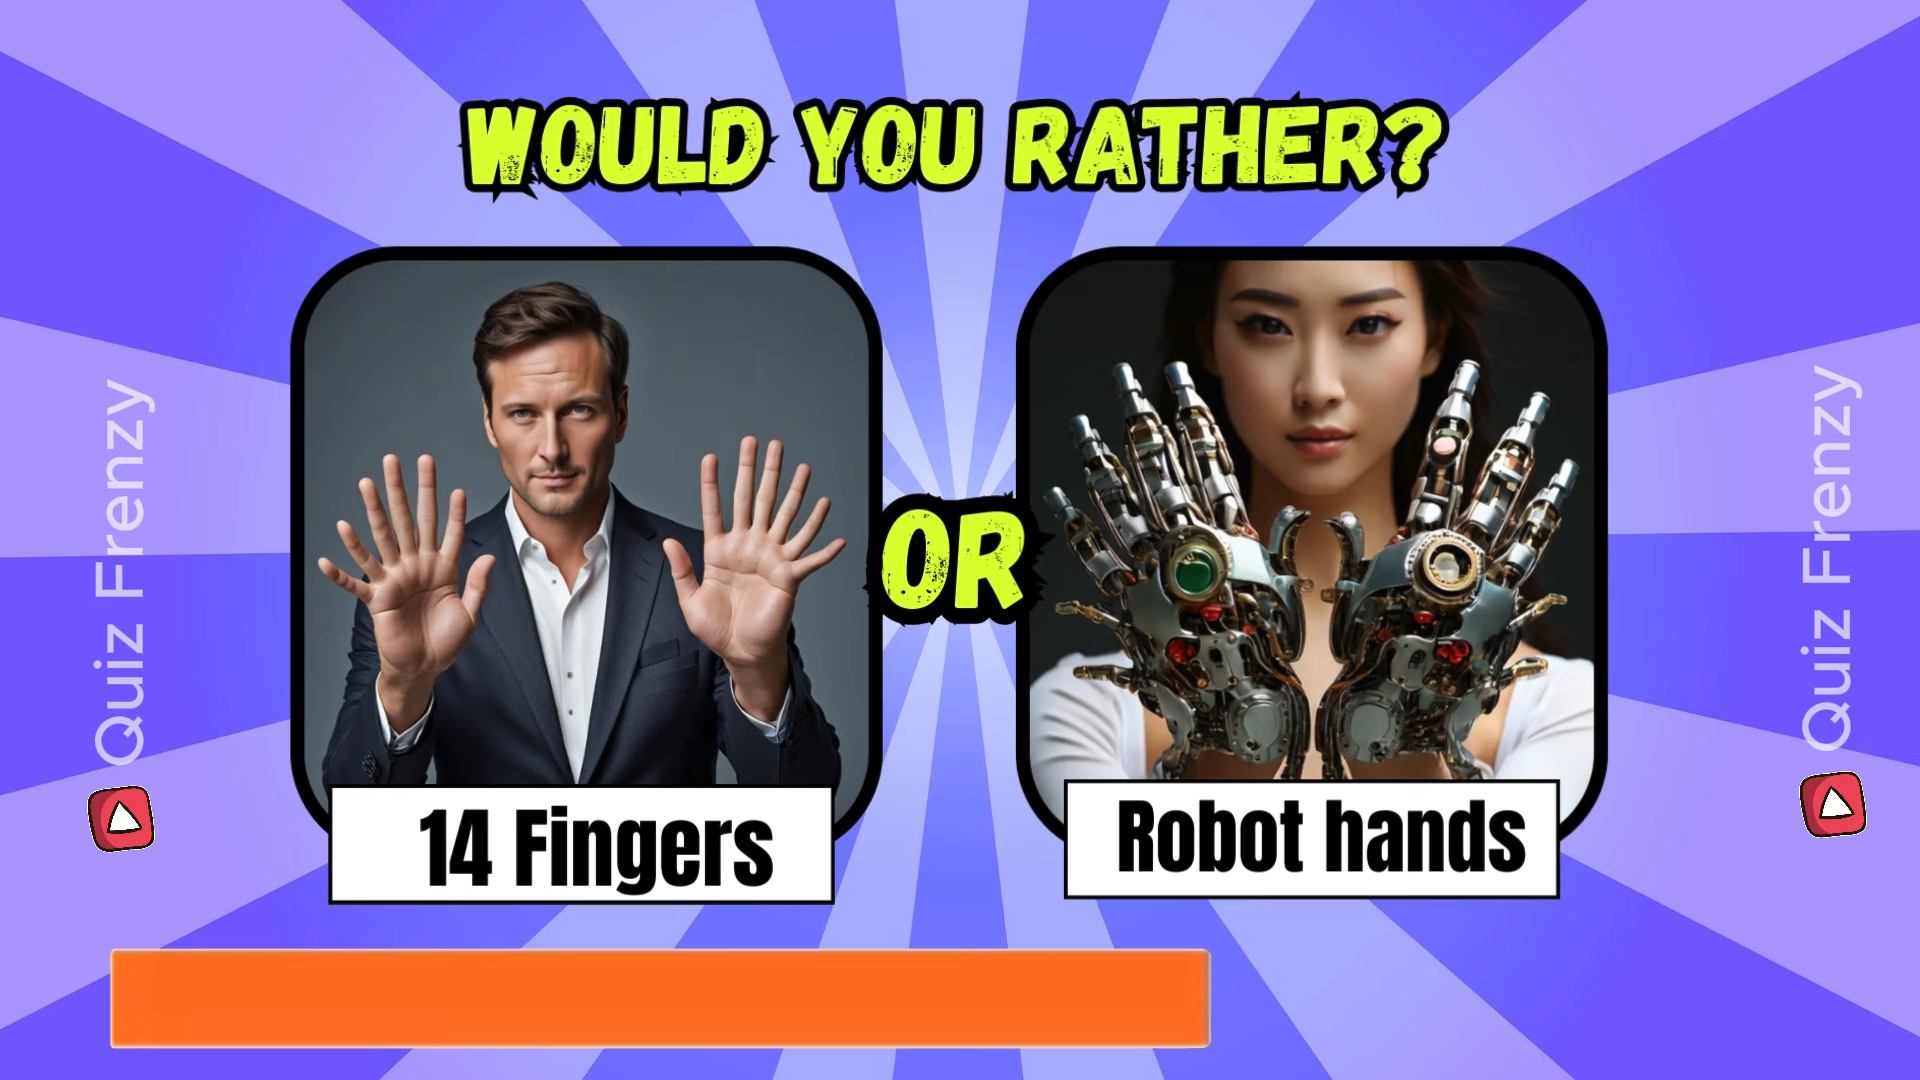 WOULD YOU RATHER?
OR
14 Fingers
Robot hands
Quiz Frenzy
Quiz Frenzy